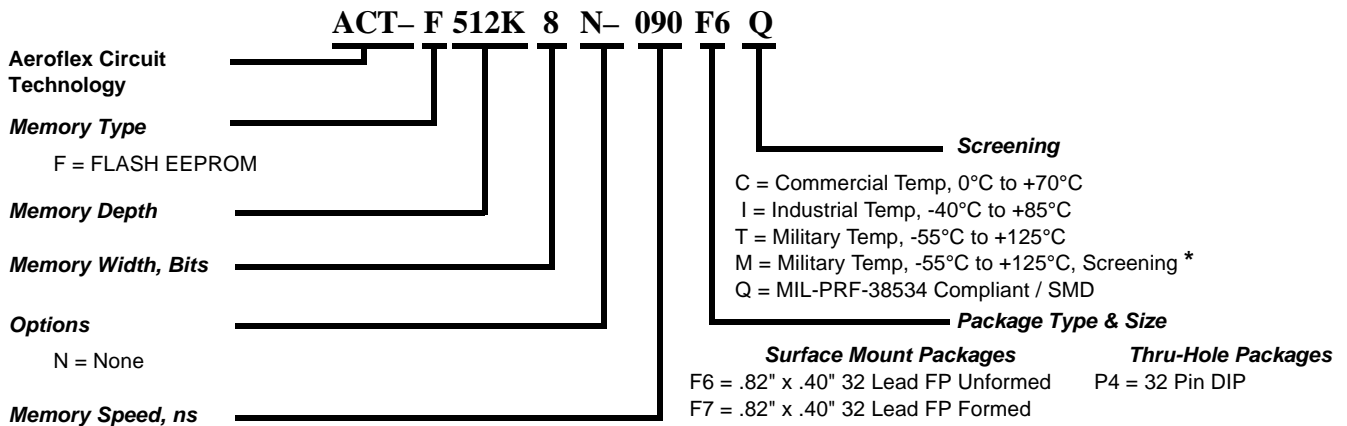 ACT– F 512K 8 N– 090 F6 Q
Aeroflex Circuit
Technology
Memory Type
F = FLASH EEPROM
Memory Depth
Memory Width, Bits
Options
N = None
Memory Speed, ns
Screening
C = Commercial Temp, 0°C to +70°C
I = Industrial Temp, -40°C to +85°C
T = Military Temp, -55°C to +125°C
M = Military Temp, -55°C to +125°C, Screening *
Q = MIL-PRF-38534 Compliant / SMD
Package Type & Size
Surface Mount Packages Thru-Hole Packages
F6 = .82" x .40" 32 Lead FP Unformed P4 = 32 Pin DIP
F7 = .82" x .40" 32 Lead FP Formed